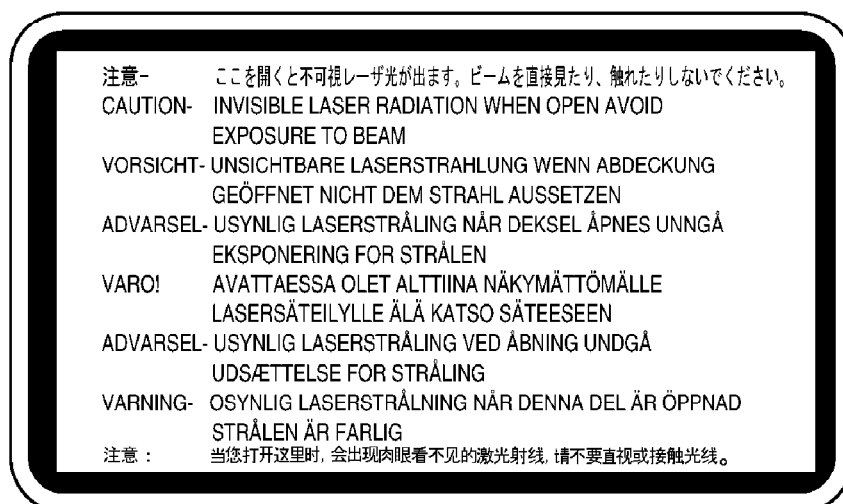 注意− ここを開くと不可視レーザ光が出ます。ビームを直接見たり、触れたりしないでください。
CAUTION- INVISIBLE LASER RADIATION WHEN OPEN AVOID
EXPOSURE TO BEAM
VORSICHT- UNSICHTBARE LASERSTRAHLUNG WENN ABDECKUNG
GEÖFFNET NICHT DEM STRAHL AUSSETZEN
ADVARSEL- USYNLIG LASERSTRÅLING NÅR DEKSEL ÅPNES UNNGÅ
EKSPONERING FOR STRÅLEN
VARO! AVATTAESSA OLET ALTTIINA NÄKYMÄTTÖMÄLLE
LASERSÄTEILYLLE ÄLÄ KATSO SÄTEESEEN
ADVARSEL- USYNLIG LASERSTRÅLING VED ÅBNING UNDGÅ
UDSÆTTELSE FOR STRÅLING
VARNING- OSYNLIG LASERSTRÅLNING NÅR DENNA DEL ÄR ÖPPNAD
STRÅLEN ÄR FARLIG
注意： 当您打开这里时, 会出现肉眼看不见的激光射线, 请不要直视或接触光线。